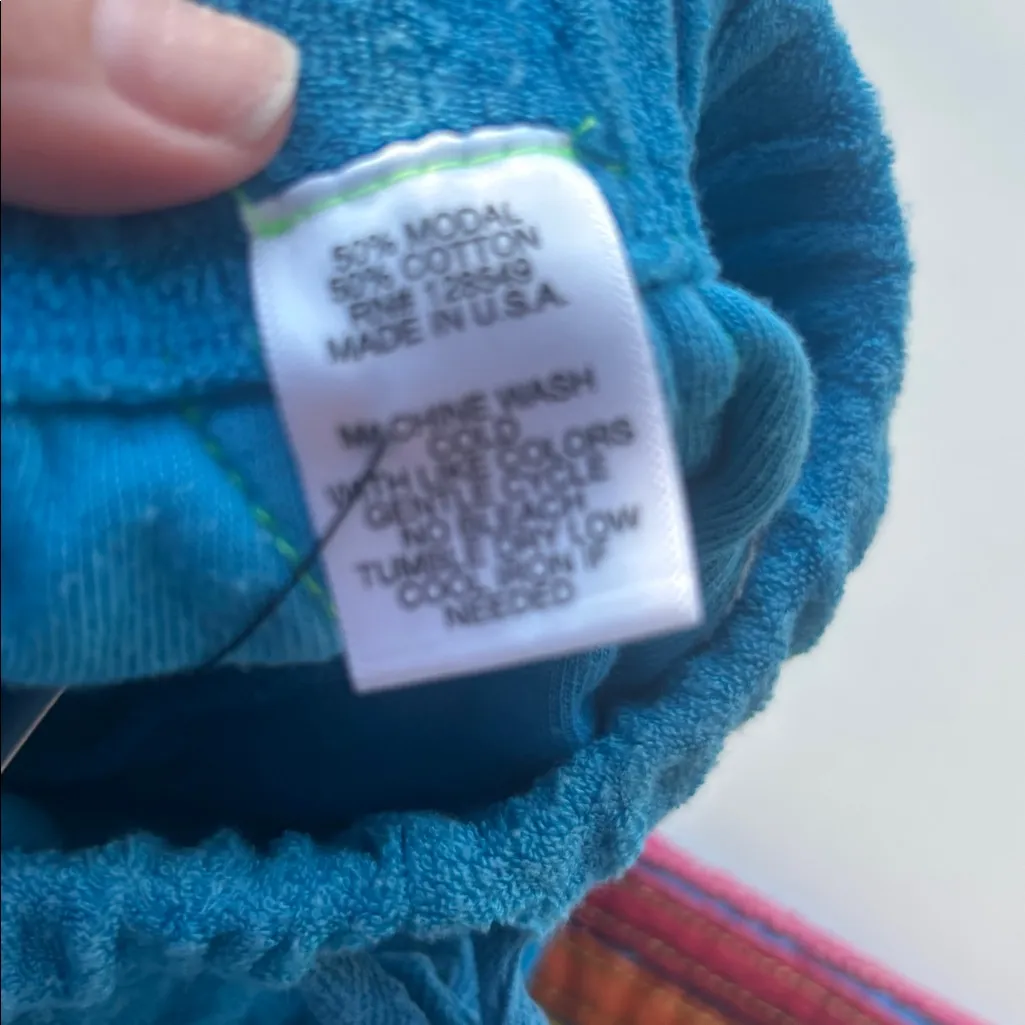 50% MODAL
50% COTTON
RN# 128549
MADE IN U.S.A.
MACHINE WASH
COLD
WITH LIKE COLORS
GENTLE CYCLE
NO BLEACH
TUMBLE DRY LOW
COOL IRON IF
NEEDED